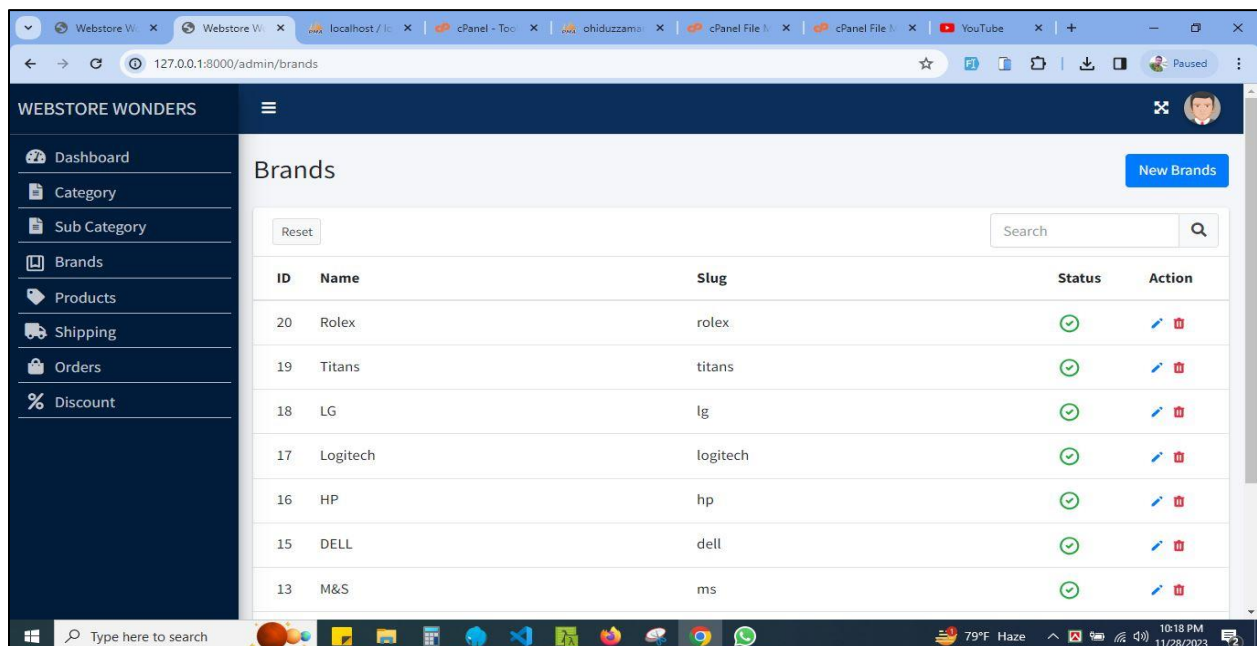 Webstore W
Webstore W
localhost / lo
cPanel - Too
ohiduzzama
cPanel File M
cPanel File M
YouTube
127.0.0.1:8000/admin/brands
Paused
WEBSTORE WONDERS
Dashboard
Category
Sub Category
Brands
Products
Shipping
Orders
Discount
Brands
New Brands
Reset
Search
ID Name Slug Status Action
20 Rolex rolex
19 Titans titans
18 LG lg
17 Logitech logitech
16 HP hp
15 DELL dell
13 M&S ms
Type here to search
79°F Haze
10:18 PM
11/28/2023